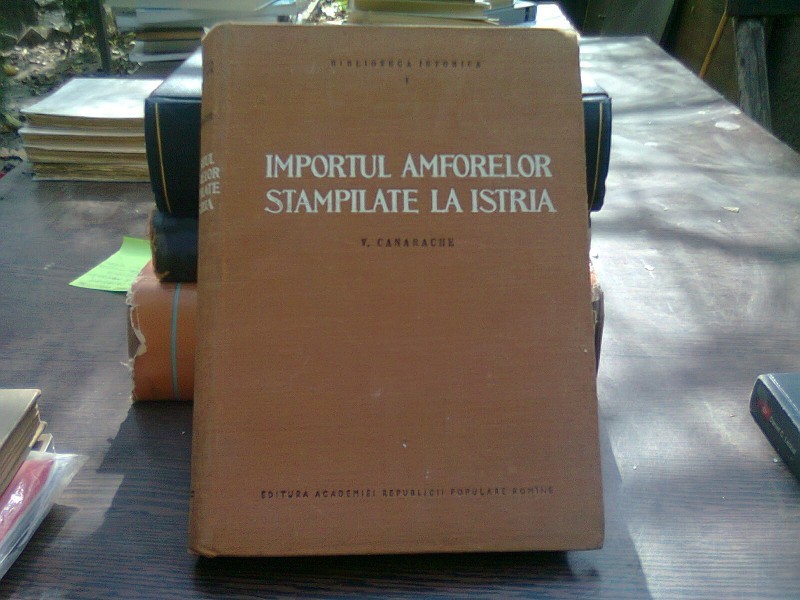 BIBLIOTECA ISTORICA
I
IMPORTUL AMFORELOR
STAMPILATE LA ISTRIA
V. CANARACHE
EDITURA ACADEMIEI REPUBLICII POPULARE ROMÎNE